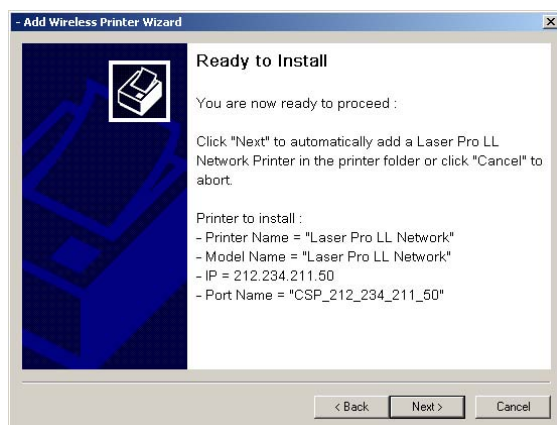 - Add Wireless Printer Wizard
Ready to Install
You are now ready to proceed :
Click "Next" to automatically add a Laser Pro LL
Network Printer in the printer folder or click "Cancel" to
abort.
Printer to install :
- Printer Name = "Laser Pro LL Network"
- Model Name = "Laser Pro LL Network"
- IP = 212.234.211.50
- Port Name = "CSP_212_234_211_50"
< Back
Next >
Cancel